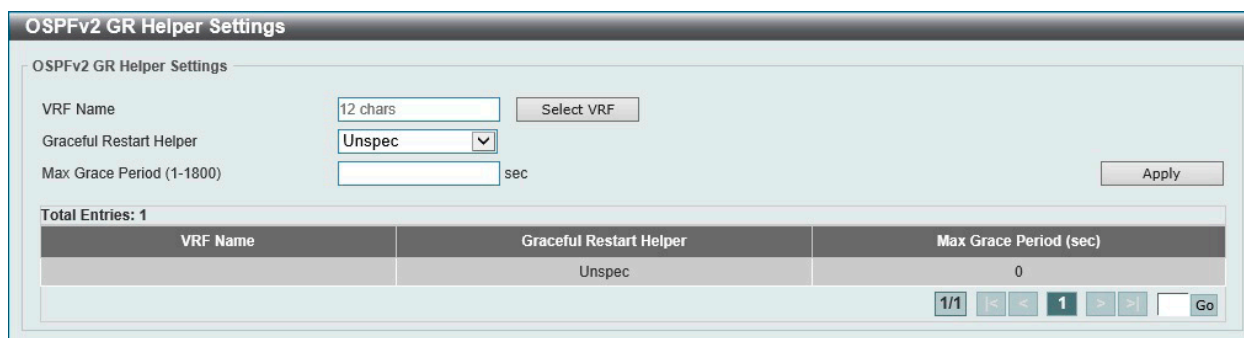 OSPFv2 GR Helper Settings
OSPFv2 GR Helper Settings
VRF Name 12 chars Select VRF
Graceful Restart Helper Unspec
Max Grace Period (1-1800) sec Apply
Total Entries: 1
VRF Name Graceful Restart Helper Max Grace Period (sec)
Unspec 0
1/1 |< < 1 > >| Go